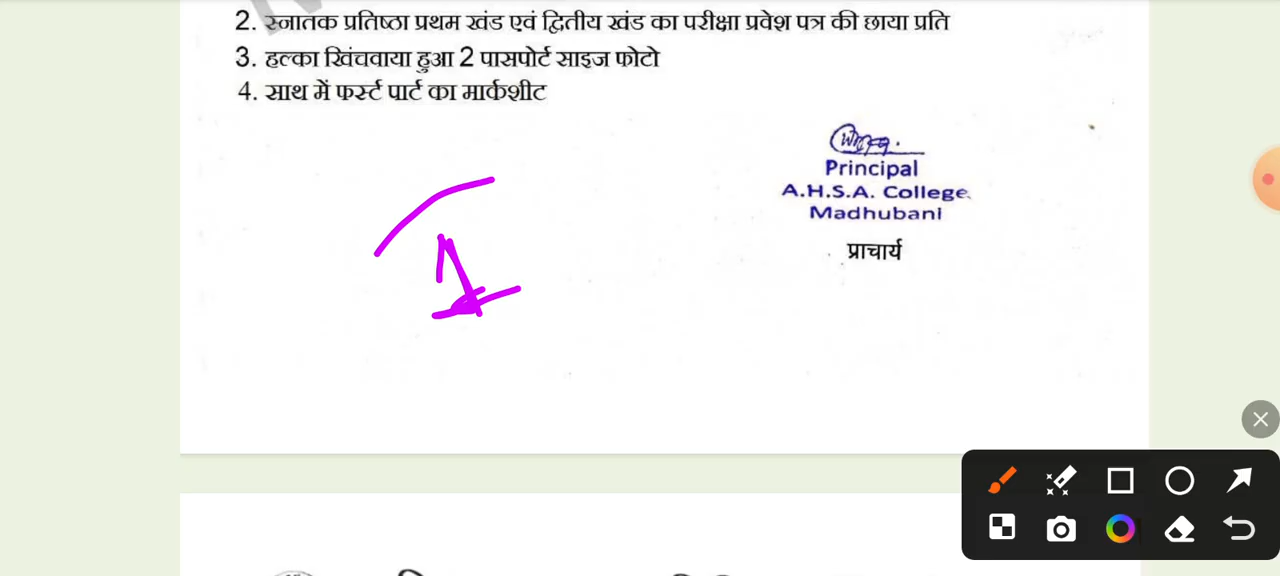 2. स्नातक प्रतिष्ठा प्रथम खंड एवं द्वितीय खंड का परीक्षा प्रवेश पत्र की छाया प्रति
3. हल्का खिंचवाया हुआ 2 पासपोर्ट साइज फोटो
4. साथ में फर्स्ट पार्ट का मार्कशीट
Principal
A.H.S.A. College
Madhubani
प्राचार्य
1